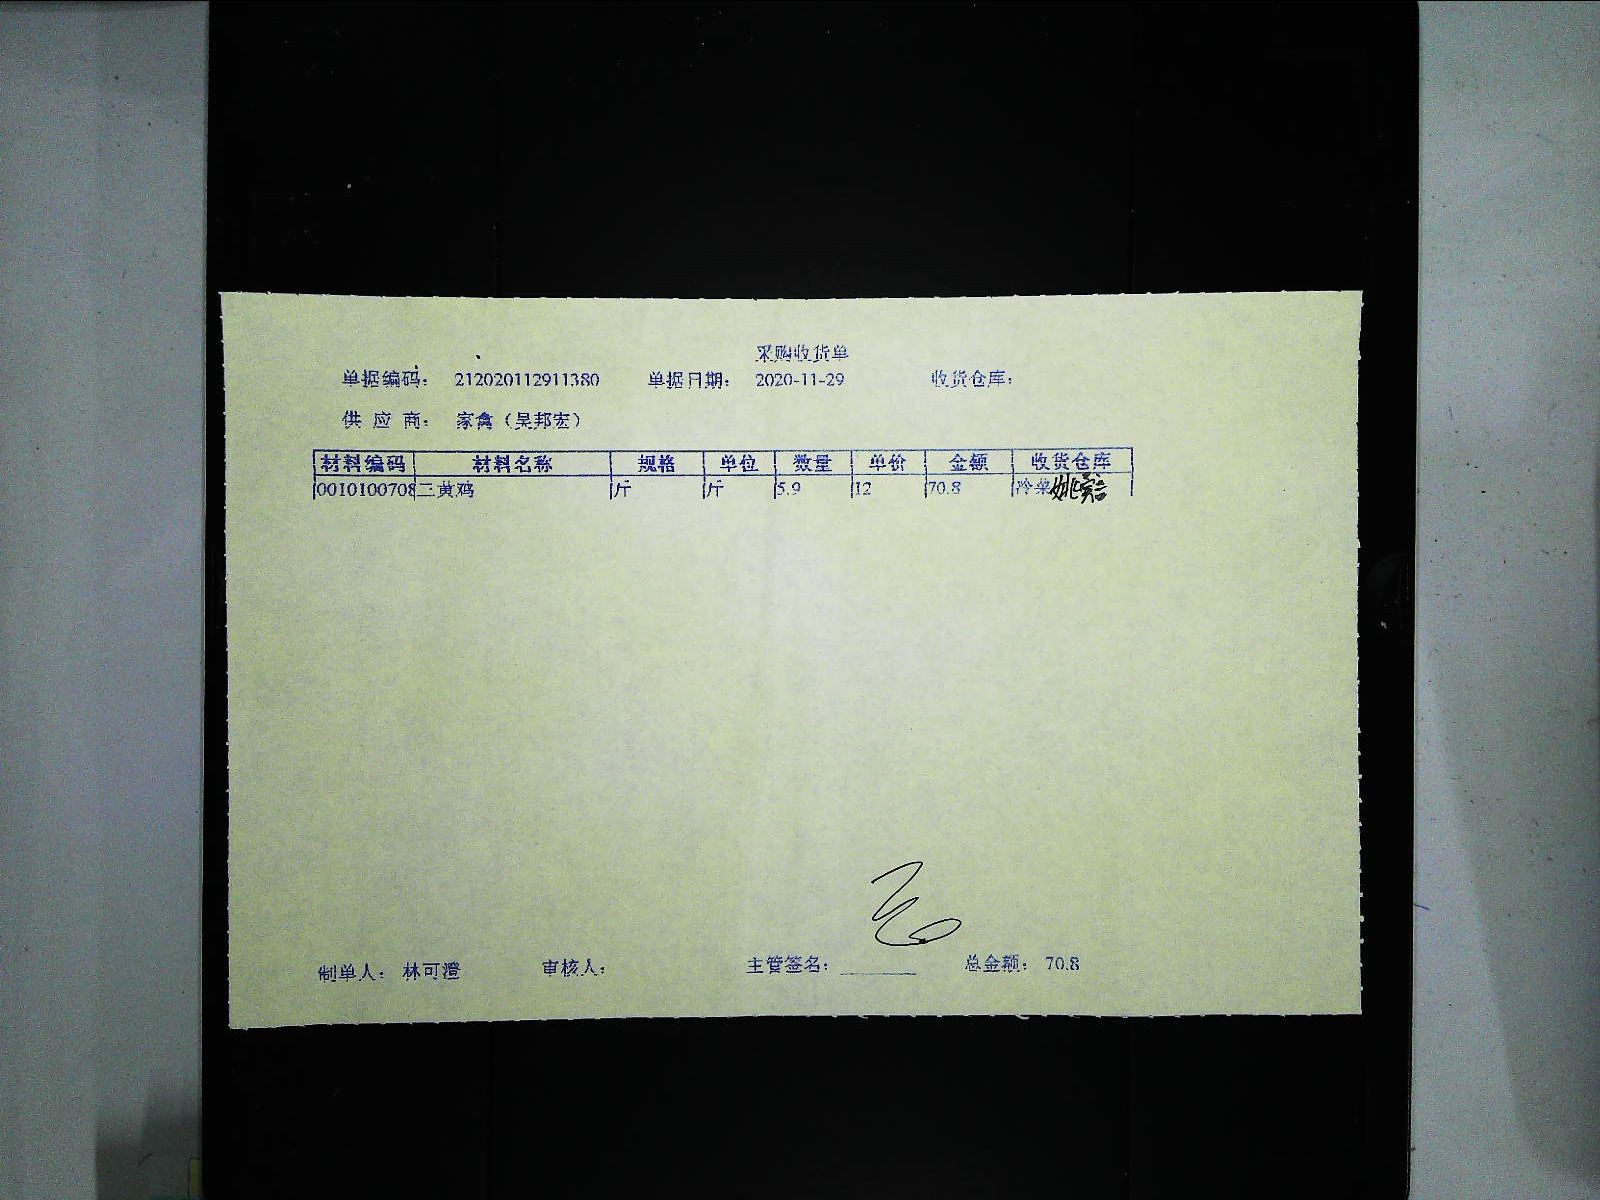 采购收货单
单据编码： 212020112911380 单据日期： 2020-11-29 收货仓库：
供 应 商： 家禽（吴邦宏）
材料编码 材料名称 规格 单位 数量 单价 金额 收货仓库
0010100708 三黄鸡 斤 斤 5.9 12 70.8 冷菜
制单人： 林可澄 审核人： 主管签名： 总金额： 70.8